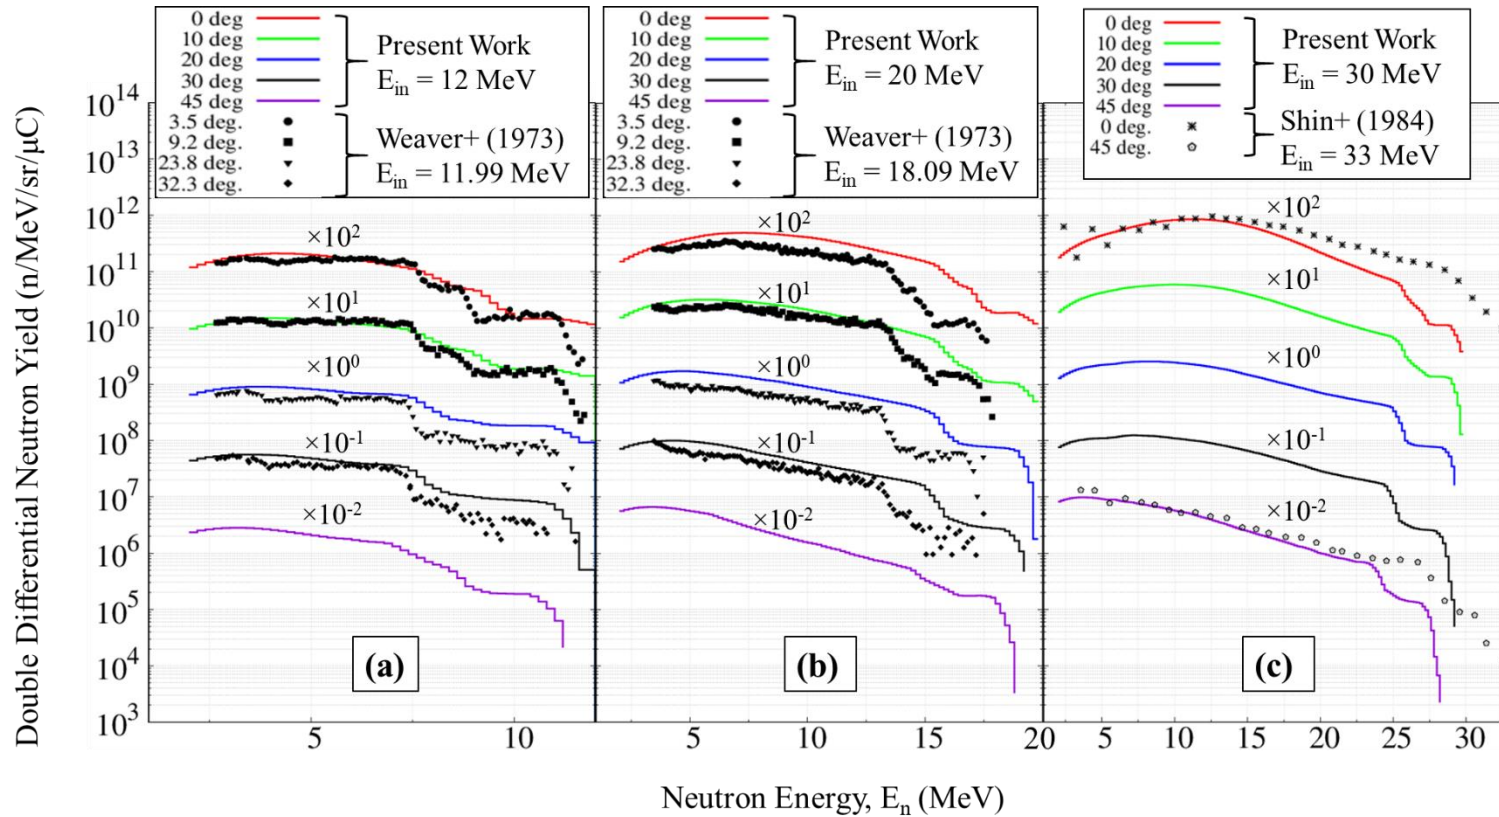 0 deg
10 deg
20 deg
30 deg
45 deg
Present Work
E_in = 12 MeV
3.5 deg.
9.2 deg.
23.8 deg.
32.3 deg.
Weaver+ (1973)
E_in = 11.99 MeV
0 deg
10 deg
20 deg
30 deg
45 deg
Present Work
E_in = 20 MeV
3.5 deg.
9.2 deg.
23.8 deg.
32.3 deg.
Weaver+ (1973)
E_in = 18.09 MeV
0 deg
10 deg
20 deg
30 deg
45 deg
Present Work
E_in = 30 MeV
0 deg.
45 deg.
Shin+ (1984)
E_in = 33 MeV
Double Differential Neutron Yield (n/MeV/sr/μC)
10^14
10^13
10^12
10^11
10^10
10^9
10^8
10^7
10^6
10^5
10^4
10^3
×10^2
×10^1
×10^0
×10^-1
×10^-2
(a)
×10^2
×10^1
×10^0
×10^-1
×10^-2
(b)
×10^2
×10^1
×10^0
×10^-1
×10^-2
(c)
5 10
5 10 15 20
5 10 15 20 25 30
Neutron Energy, E_n (MeV)